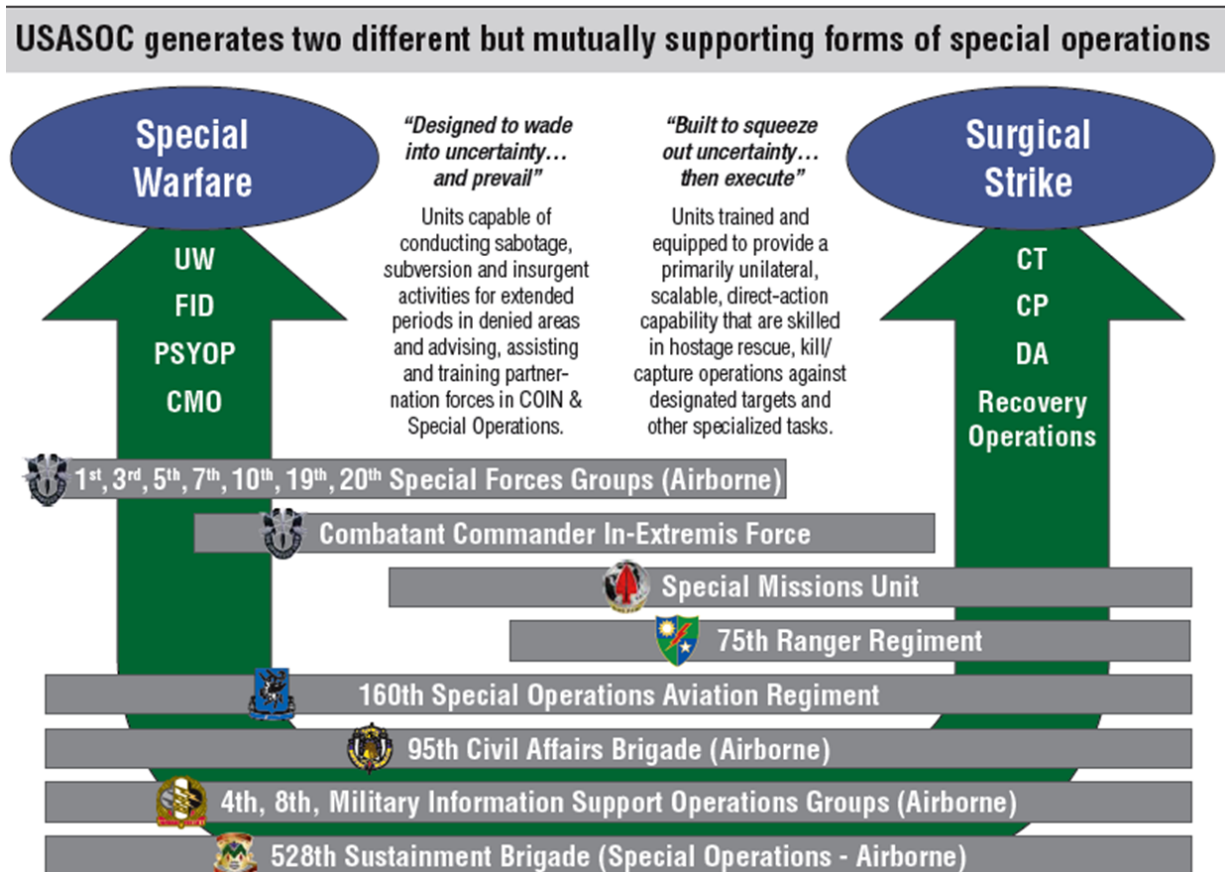 USASOC generates two different but mutually supporting forms of special operations
Special
Warfare
UW
FID
PSYOP
CMO
“Designed to wade
into uncertainty…
and prevail”
Units capable of
conducting sabotage,
subversion and insurgent
activities for extended
periods in denied areas
and advising, assisting
and training partner-
nation forces in COIN &
Special Operations.
“Built to squeeze
out uncertainty…
then execute”
Units trained and
equipped to provide a
primarily unilateral,
scalable, direct-action
capability that are skilled
in hostage rescue, kill/
capture operations against
designated targets and
other specialized tasks.
Surgical
Strike
CT
CP
DA
Recovery
Operations
1st, 3rd, 5th, 7th, 10th, 19th, 20th Special Forces Groups (Airborne)
Combatant Commander In-Extremis Force
Special Missions Unit
75th Ranger Regiment
160th Special Operations Aviation Regiment
95th Civil Affairs Brigade (Airborne)
4th, 8th, Military Information Support Operations Groups (Airborne)
528th Sustainment Brigade (Special Operations - Airborne)